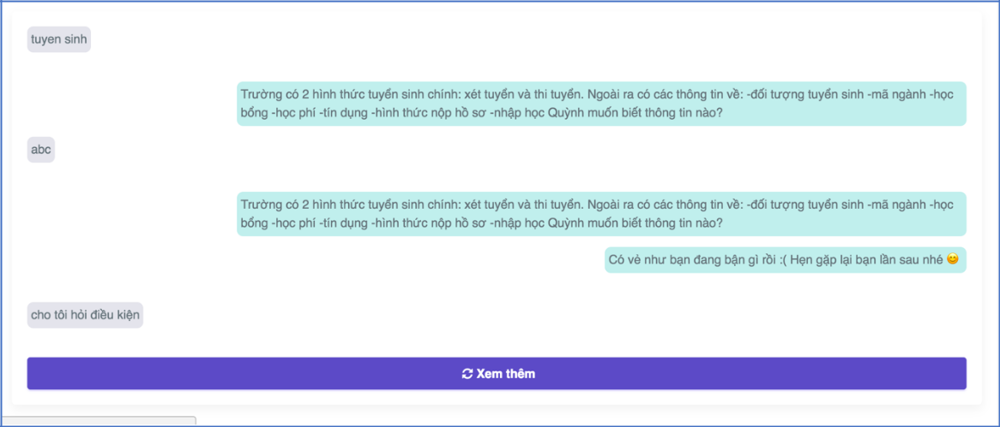 tuyen sinh
Trường có 2 hình thức tuyển sinh chính: xét tuyển và thi tuyển. Ngoài ra có các thông tin về: -đối tượng tuyển sinh -mã ngành -học
bổng -học phí -tín dụng -hình thức nộp hồ sơ -nhập học Quỳnh muốn biết thông tin nào?
abc
Trường có 2 hình thức tuyển sinh chính: xét tuyển và thi tuyển. Ngoài ra có các thông tin về: -đối tượng tuyển sinh -mã ngành -học
bổng -học phí -tín dụng -hình thức nộp hồ sơ -nhập học Quỳnh muốn biết thông tin nào?
Có vẻ như bạn đang bận gì rồi :( Hẹn gặp lại bạn lần sau nhé 😊
cho tôi hỏi điều kiện
Xem thêm